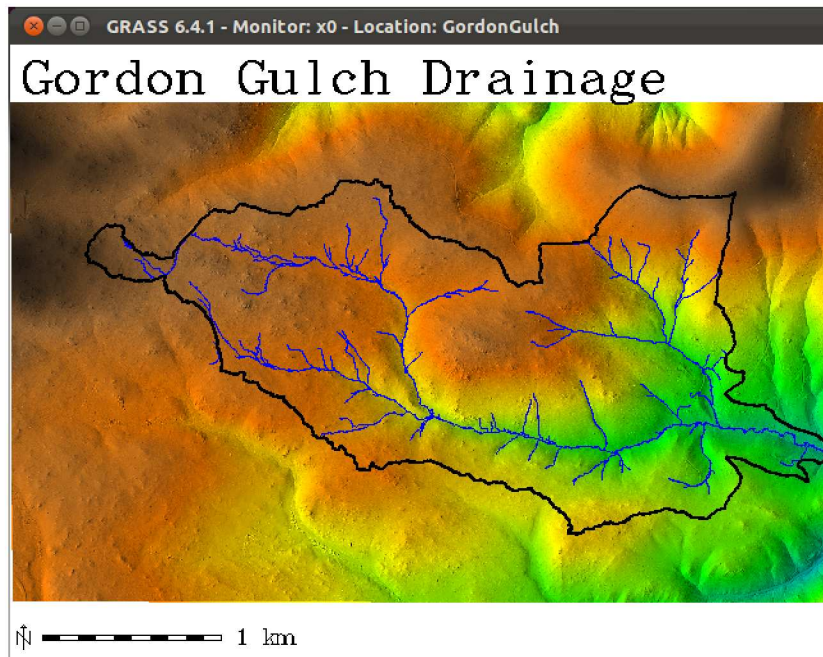 GRASS 6.4.1 - Monitor: x0 - Location: GordonGulch
Gordon Gulch Drainage
N 1 km